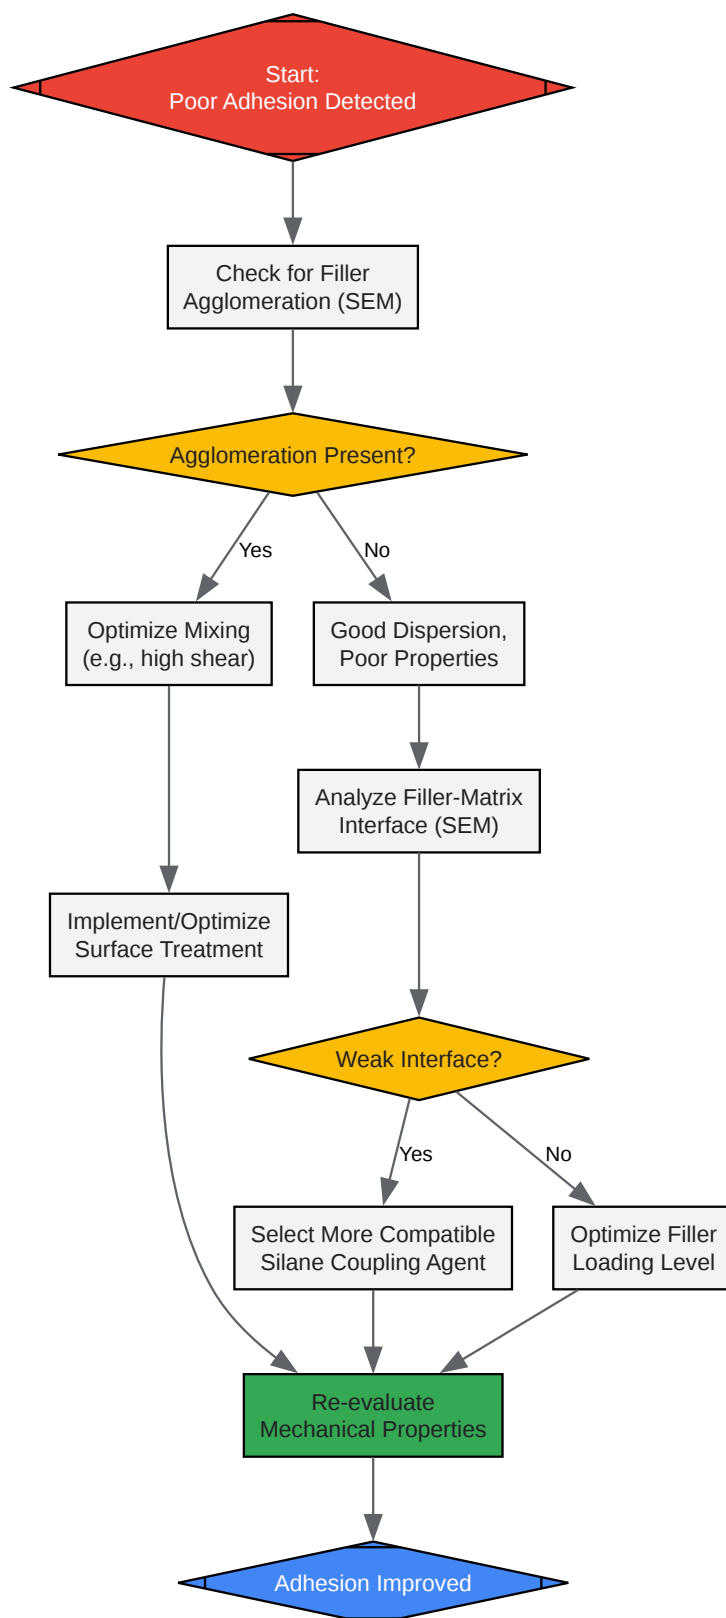 Start:
Poor Adhesion Detected
Check for Filler
Agglomeration (SEM)
Agglomeration Present?
Yes
No
Optimize Mixing
(e.g., high shear)
Good Dispersion,
Poor Properties
Analyze Filler-Matrix
Interface (SEM)
Implement/Optimize
Surface Treatment
Weak Interface?
Yes
No
Select More Compatible
Silane Coupling Agent
Optimize Filler
Loading Level
Re-evaluate
Mechanical Properties
Adhesion Improved